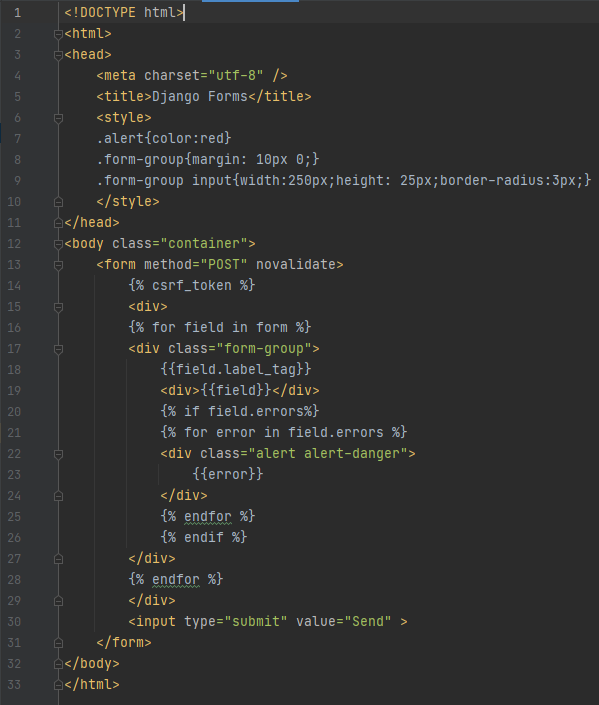 1 <!DOCTYPE html>
2 <html>
3 <head>
4 <meta charset="utf-8" />
5 <title>Django Forms</title>
6 <style>
7 .alert{color:red}
8 .form-group{margin: 10px 0;}
9 .form-group input{width:250px;height: 25px;border-radius:3px;}
10 </style>
11 </head>
12 <body class="container">
13 <form method="POST" novalidate>
14 {% csrf_token %}
15 <div>
16 {% for field in form %}
17 <div class="form-group">
18 {{field.label_tag}}
19 <div>{{field}}</div>
20 {% if field.errors%}
21 {% for error in field.errors %}
22 <div class="alert alert-danger">
23 {{error}}
24 </div>
25 {% endfor %}
26 {% endif %}
27 </div>
28 {% endfor %}
29 </div>
30 <input type="submit" value="Send" >
31 </form>
32 </body>
33 </html>